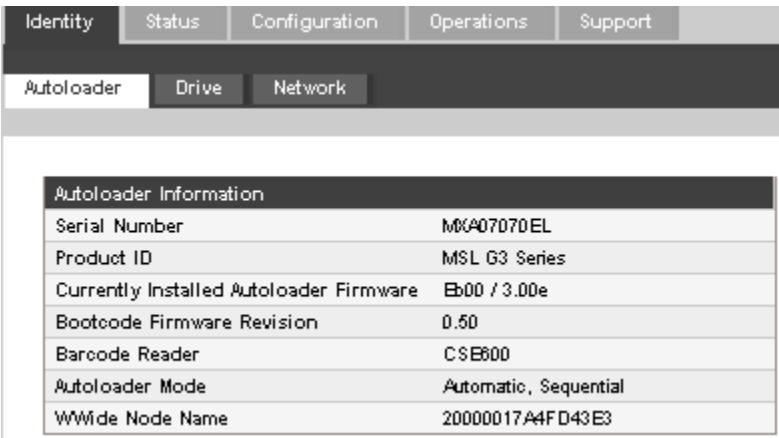 Identity Status Configuration Operations Support
Autoloader Drive Network
Autoloader Information
Serial Number MXA07070EL
Product ID MSL G3 Series
Currently Installed Autoloader Firmware Eb00 / 3.00e
Bootcode Firmware Revision 0.50
Barcode Reader CSE600
Autoloader Mode Automatic, Sequential
WWide Node Name 20000017A4FD43E3